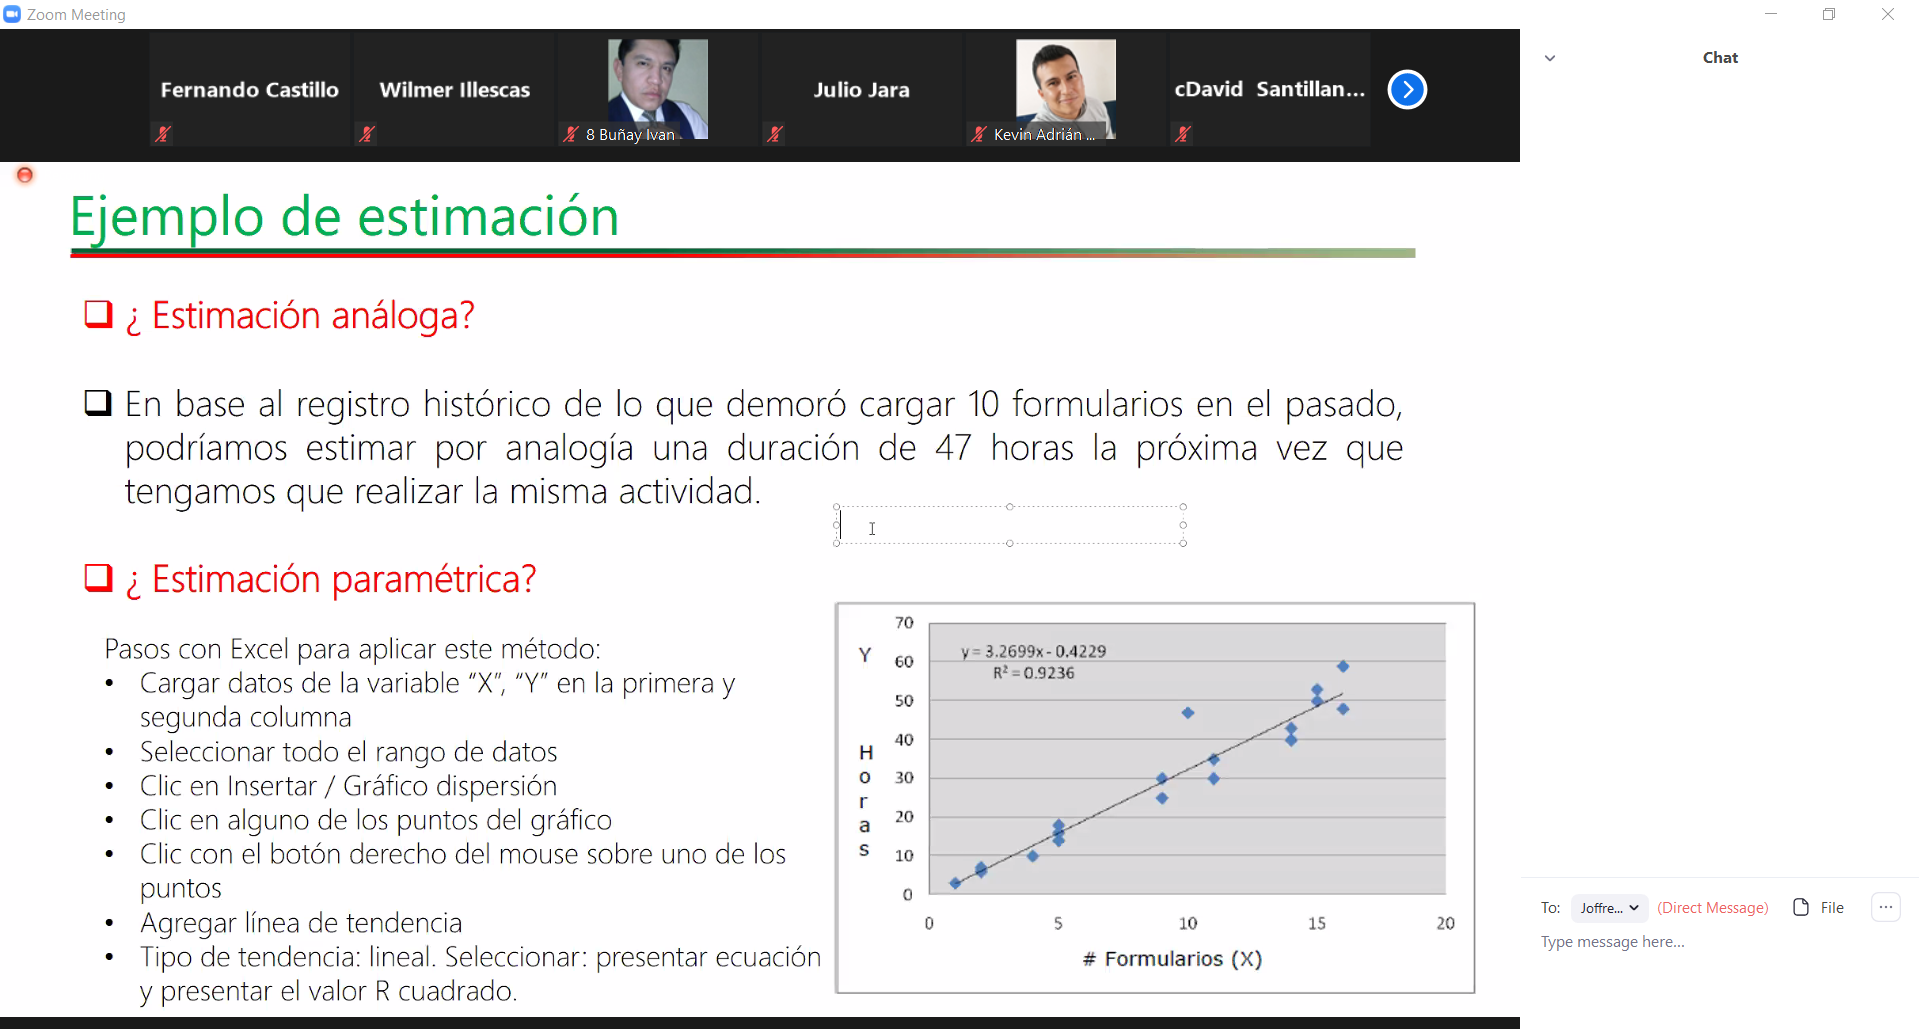 Zoom Meeting
Fernando Castillo
Wilmer Illescas
8 Buñay Ivan
Julio Jara
Kevin Adrián ...
cDavid Santillan...
Chat
Ejemplo de estimación
¿ Estimación análoga?
En base al registro histórico de lo que demoró cargar 10 formularios en el pasado,
podríamos estimar por analogía una duración de 47 horas la próxima vez que
tengamos que realizar la misma actividad.
¿ Estimación paramétrica?
Pasos con Excel para aplicar este método:
• Cargar datos de la variable “X”, “Y” en la primera y
segunda columna
• Seleccionar todo el rango de datos
• Clic en Insertar / Gráfico dispersión
• Clic en alguno de los puntos del gráfico
• Clic con el botón derecho del mouse sobre uno de los
puntos
• Agregar línea de tendencia
• Tipo de tendencia: lineal. Seleccionar: presentar ecuación
y presentar el valor R cuadrado.
Y
Horas
70
60
50
40
30
20
10
0
y = 3.2699x - 0.4229
R² = 0.9236
0 5 10 15 20
# Formularios (X)
To: Joffre... (Direct Message) File ...
Type message here...